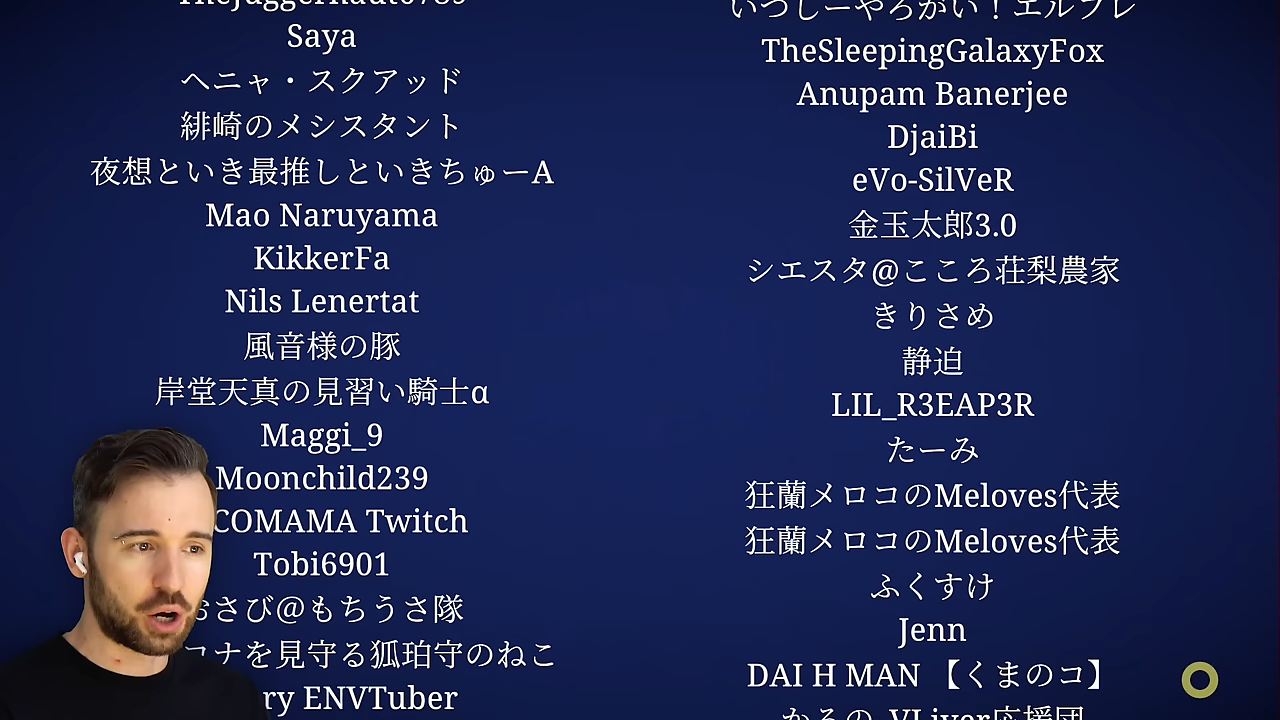 Saya
ヘニャ・スクアッド
緋崎のメシスタント
夜想といき最推しといきちゅーA
Mao Naruyama
KikkerFa
Nils Lenertat
風音様の豚
岸堂天真の見習い騎士α
Maggi_9
Moonchild239
COMAMA Twitch
Tobi6901
さび@もちうさ隊
コナを見守る狐珀守のねこ
ry ENVTuber
TheSleepingGalaxyFox
Anupam Banerjee
DjaiBi
eVo-SilVeR
金玉太郎3.0
シエスタ@こころ荘梨農家
きりさめ
静迫
LIL_R3EAP3R
たーみ
狂蘭メロコのMeloves代表
狂蘭メロコのMeloves代表
ふくすけ
Jenn
DAI H MAN 【くまのコ】